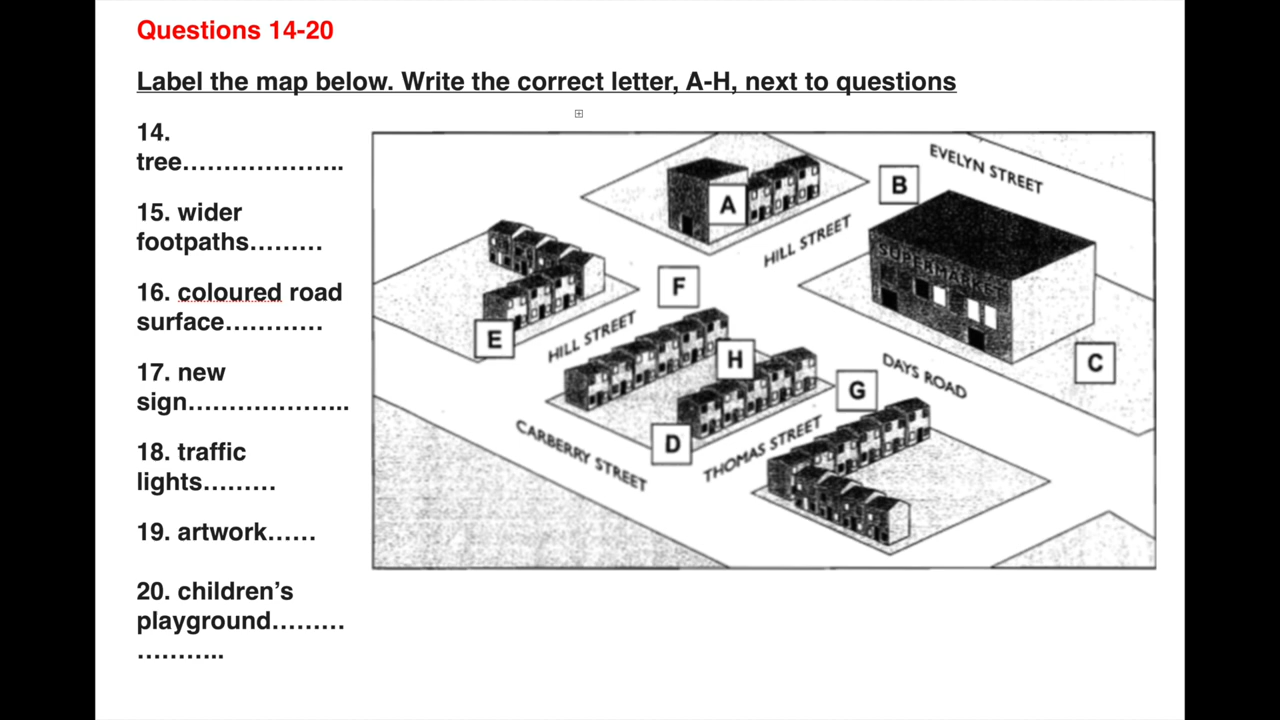 Questions 14-20
Label the map below. Write the correct letter, A-H, next to questions
14.
tree………………..
15. wider
footpaths………
16. coloured road
surface…………
17. new
sign………………..
18. traffic
lights………
19. artwork……
20. children’s
playground………
………..
EVELYN STREET
B
A
HILL STREET
SUPERMARKET
F
E
HILL STREET
H
C
DAYS ROAD
G
D
CARBERRY STREET
THOMAS STREET